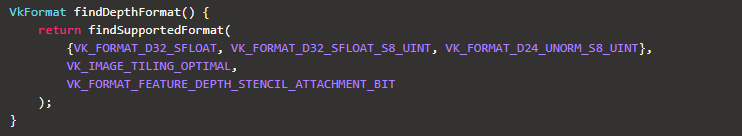 VkFormat findDepthFormat() {
    return findSupportedFormat(
        {VK_FORMAT_D32_SFLOAT, VK_FORMAT_D32_SFLOAT_S8_UINT, VK_FORMAT_D24_UNORM_S8_UINT},
        VK_IMAGE_TILING_OPTIMAL,
        VK_FORMAT_FEATURE_DEPTH_STENCIL_ATTACHMENT_BIT
    );
}